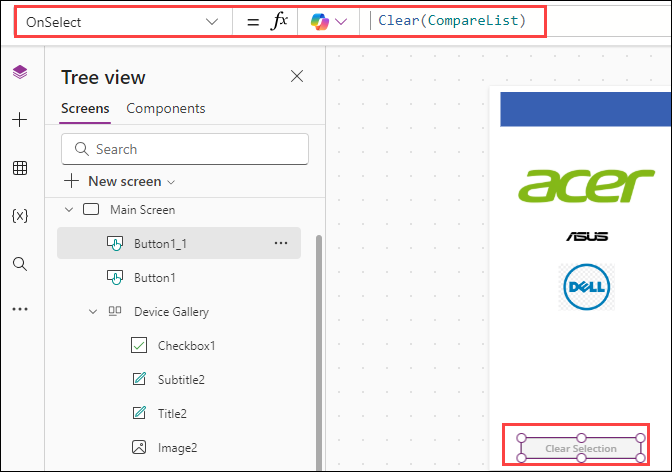 OnSelect
= fx
Clear(CompareList)
Tree view
Screens Components
Search
New screen
Main Screen
Button1_1
Button1
Device Gallery
Checkbox1
Subtitle2
Title2
Image2
{x}
acer
ASUS
DELL
Clear Selection